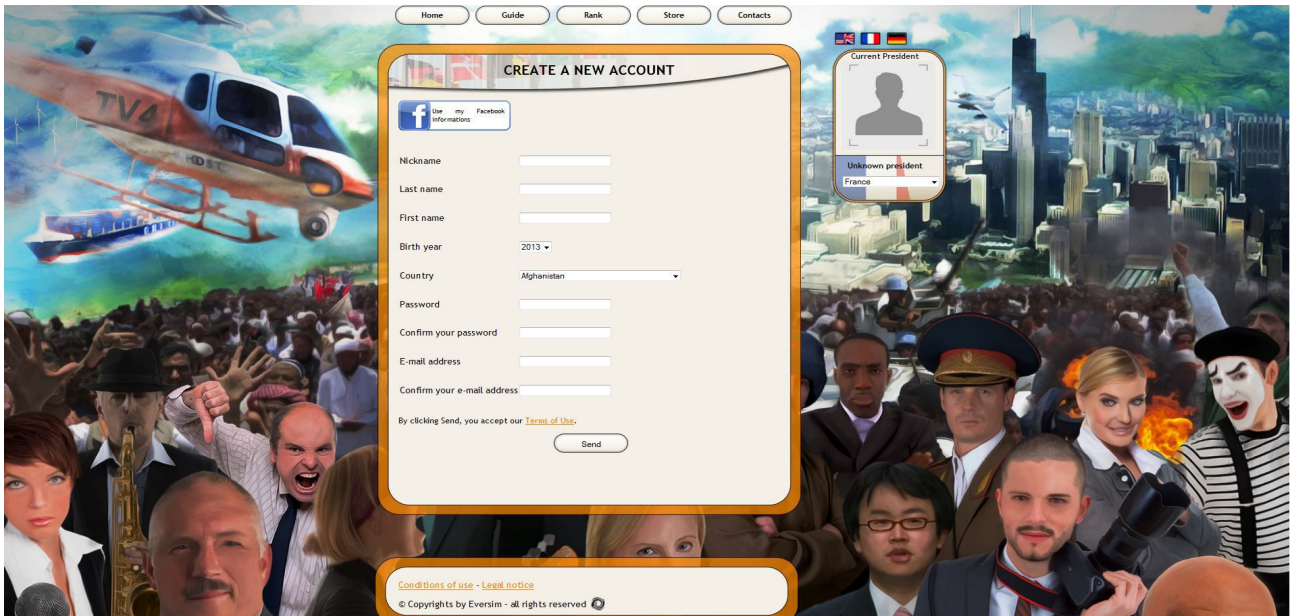 Home
Guide
Rank
Store
Contacts
CREATE A NEW ACCOUNT
Use my Facebook
Informations
Nickname
Last name
First name
Birth year
2013
Country
Afghanistan
Password
Confirm your password
E-mail address
Confirm your e-mail address
By clicking Send, you accept our Terms of Use.
Send
Current President
Unknown president
France
TV4
Conditions of use - Legal notice
© Copyrights by Eversim - all rights reserved